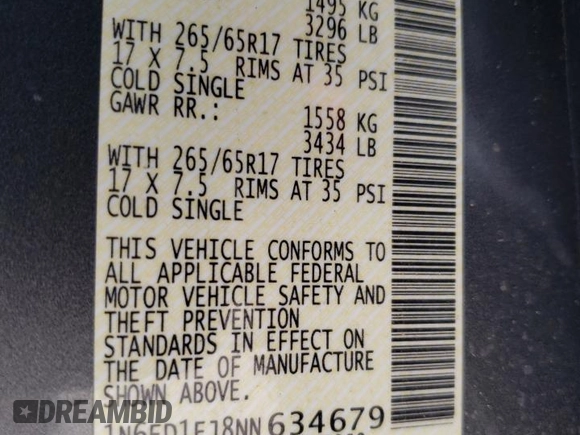 1495 KG
3296 LB
WITH 265/65R17 TIRES
17 X 7.5 RIMS AT 35 PSI
COLD SINGLE
GAWR RR.:
1558 KG
3434 LB
WITH 265/65R17 TIRES
17 X 7.5 RIMS AT 35 PSI
COLD SINGLE
THIS VEHICLE CONFORMS TO
ALL APPLICABLE FEDERAL
MOTOR VEHICLE SAFETY AND
THEFT PREVENTION
STANDARDS IN EFFECT ON
THE DATE OF MANUFACTURE
SHOWN ABOVE.
1N6ED1EJ8NN634679
DREAMBID